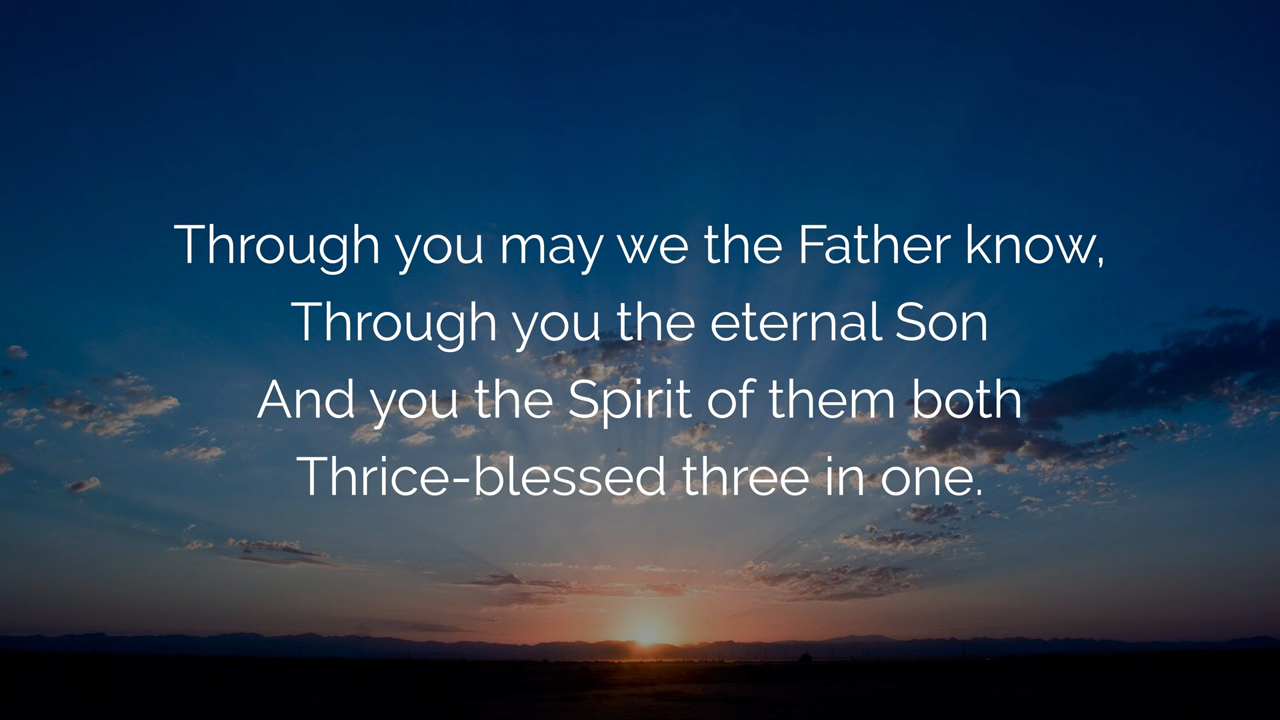 Through you may we the Father know,
Through you the eternal Son
And you the Spirit of them both
Thrice-blessed three in one.